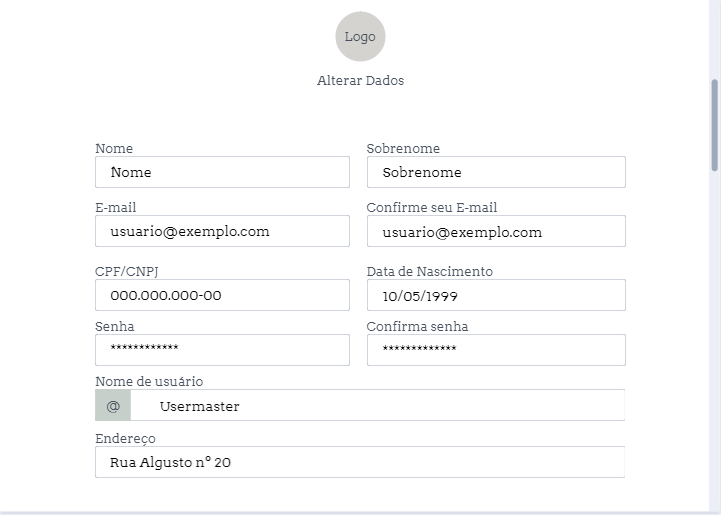 Logo
Alterar Dados
Nome Sobrenome
Nome Sobrenome
E-mail Confirme seu E-mail
usuario@exemplo.com usuario@exemplo.com
CPF/CNPJ Data de Nascimento
000.000.000-00 10/05/1999
Senha Confirma senha
************ *************
Nome de usuário
@ Usermaster
Endereço
Rua Algusto nº 20